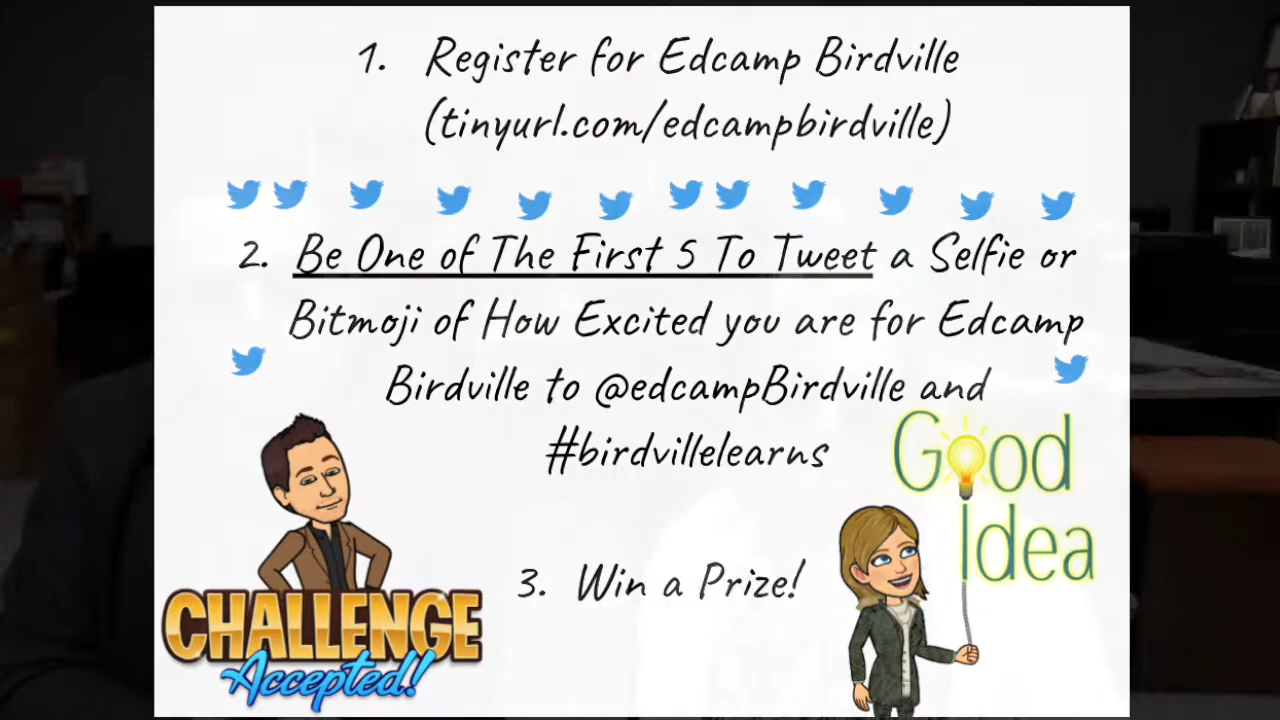 1. Register for Edcamp Birdville
(tinyurl.com/edcampbirdville)
2. Be One of The First 5 To Tweet a Selfie or
Bitmoji of How Excited you are for Edcamp
Birdville to @edcampBirdville and
#birdvillelearns
Good
Idea
3. Win a Prize!
CHALLENGE
Accepted!